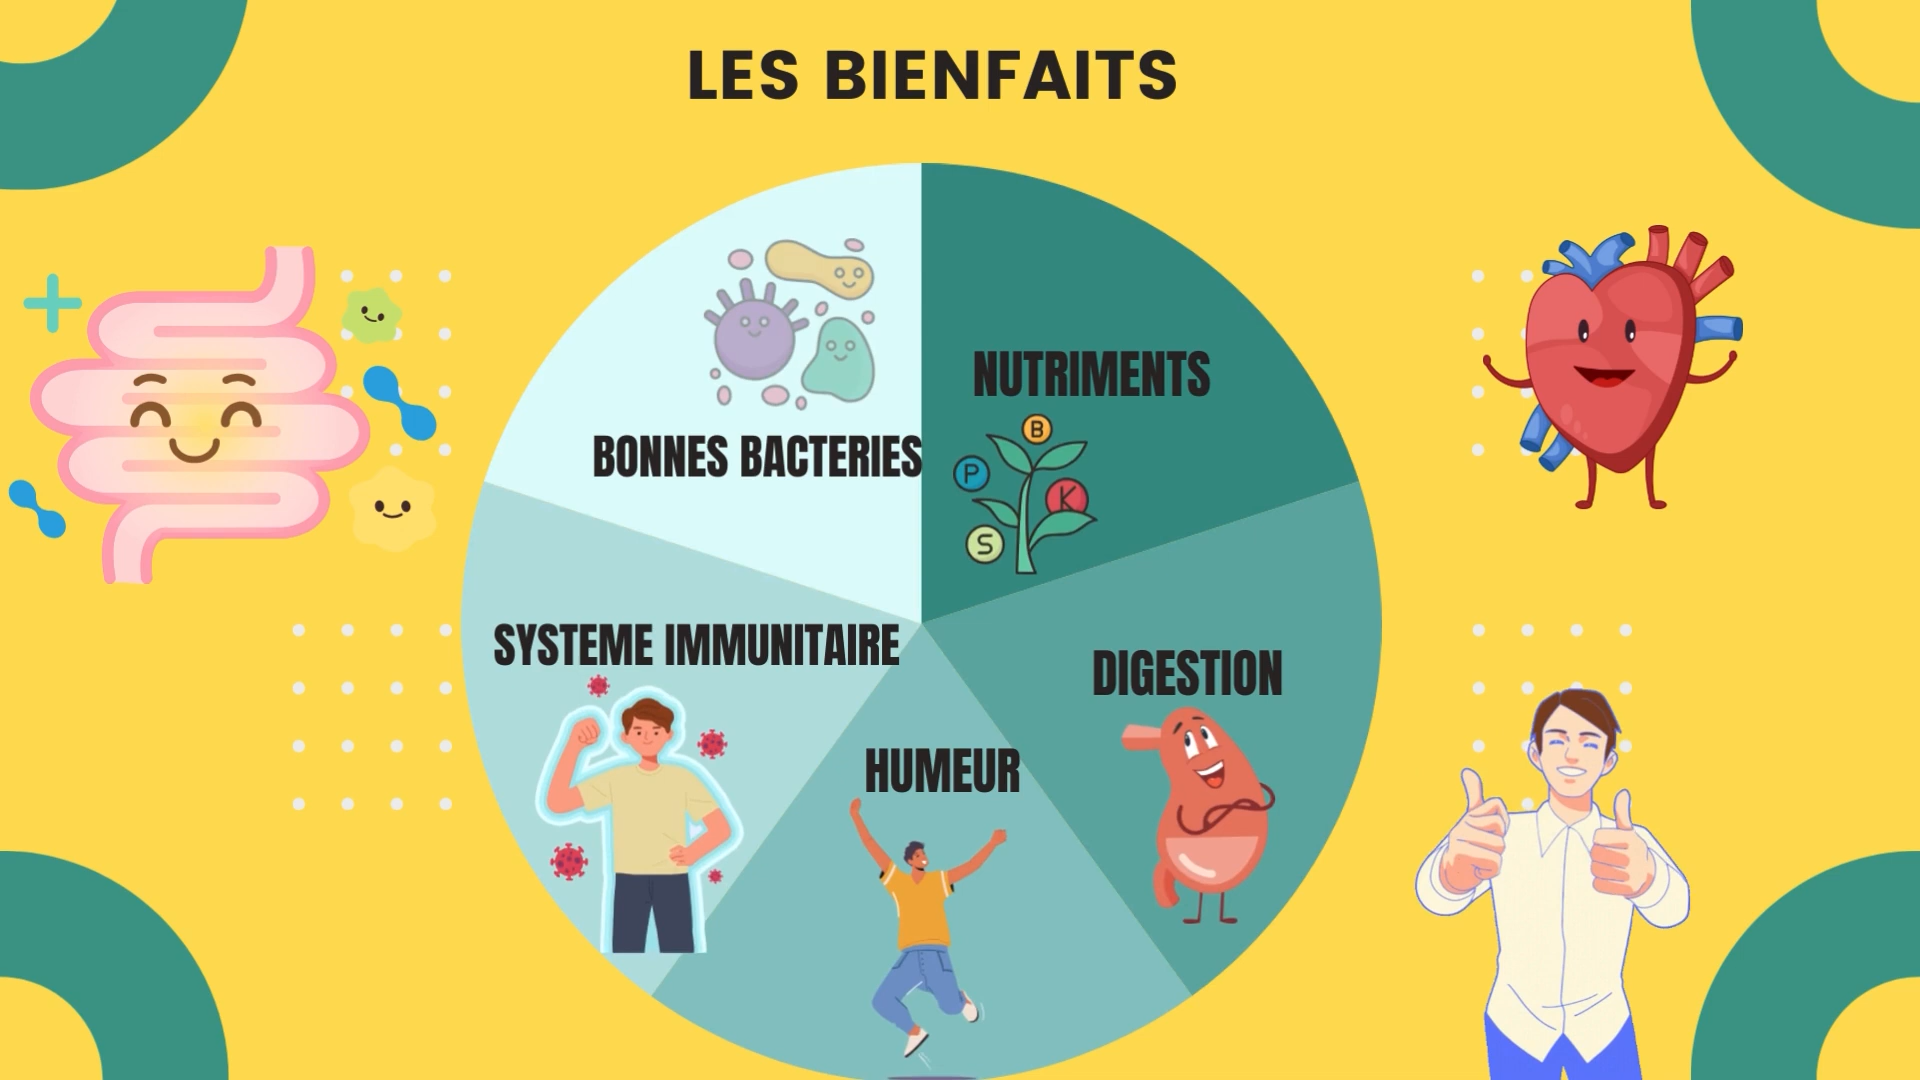 LES BIENFAITS
BONNES BACTERIES
NUTRIMENTS
B
P
K
S
SYSTEME IMMUNITAIRE
DIGESTION
HUMEUR